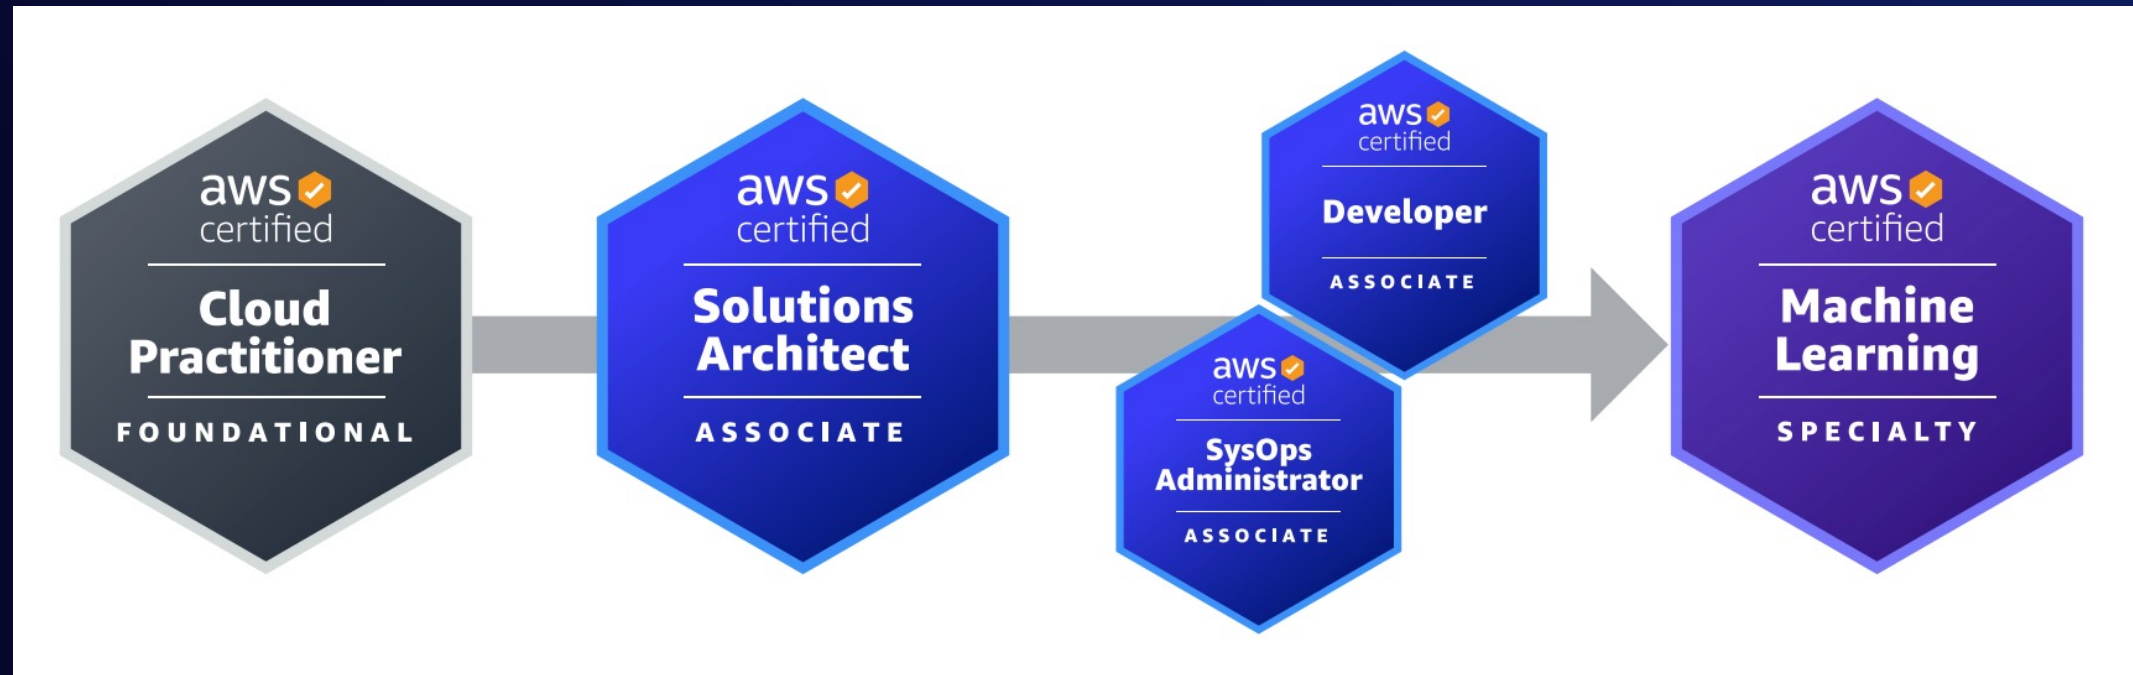 aws
certified
Cloud
Practitioner
FOUNDATIONAL
aws
certified
Solutions
Architect
ASSOCIATE
aws
certified
Developer
ASSOCIATE
aws
certified
SysOps
Administrator
ASSOCIATE
aws
certified
Machine
Learning
SPECIALTY